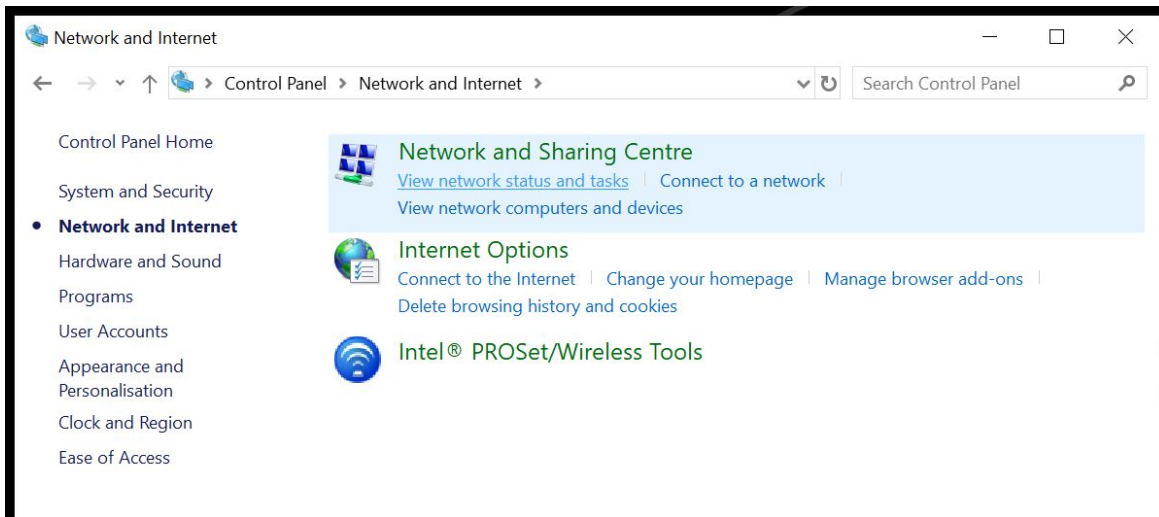 Network and Internet
Control Panel > Network and Internet >
Search Control Panel
Control Panel Home
System and Security
Network and Internet
Hardware and Sound
Programs
User Accounts
Appearance and
Personalisation
Clock and Region
Ease of Access
Network and Sharing Centre
View network status and tasks | Connect to a network |
View network computers and devices
Internet Options
Connect to the Internet | Change your homepage | Manage browser add-ons |
Delete browsing history and cookies
Intel® PROSet/Wireless Tools